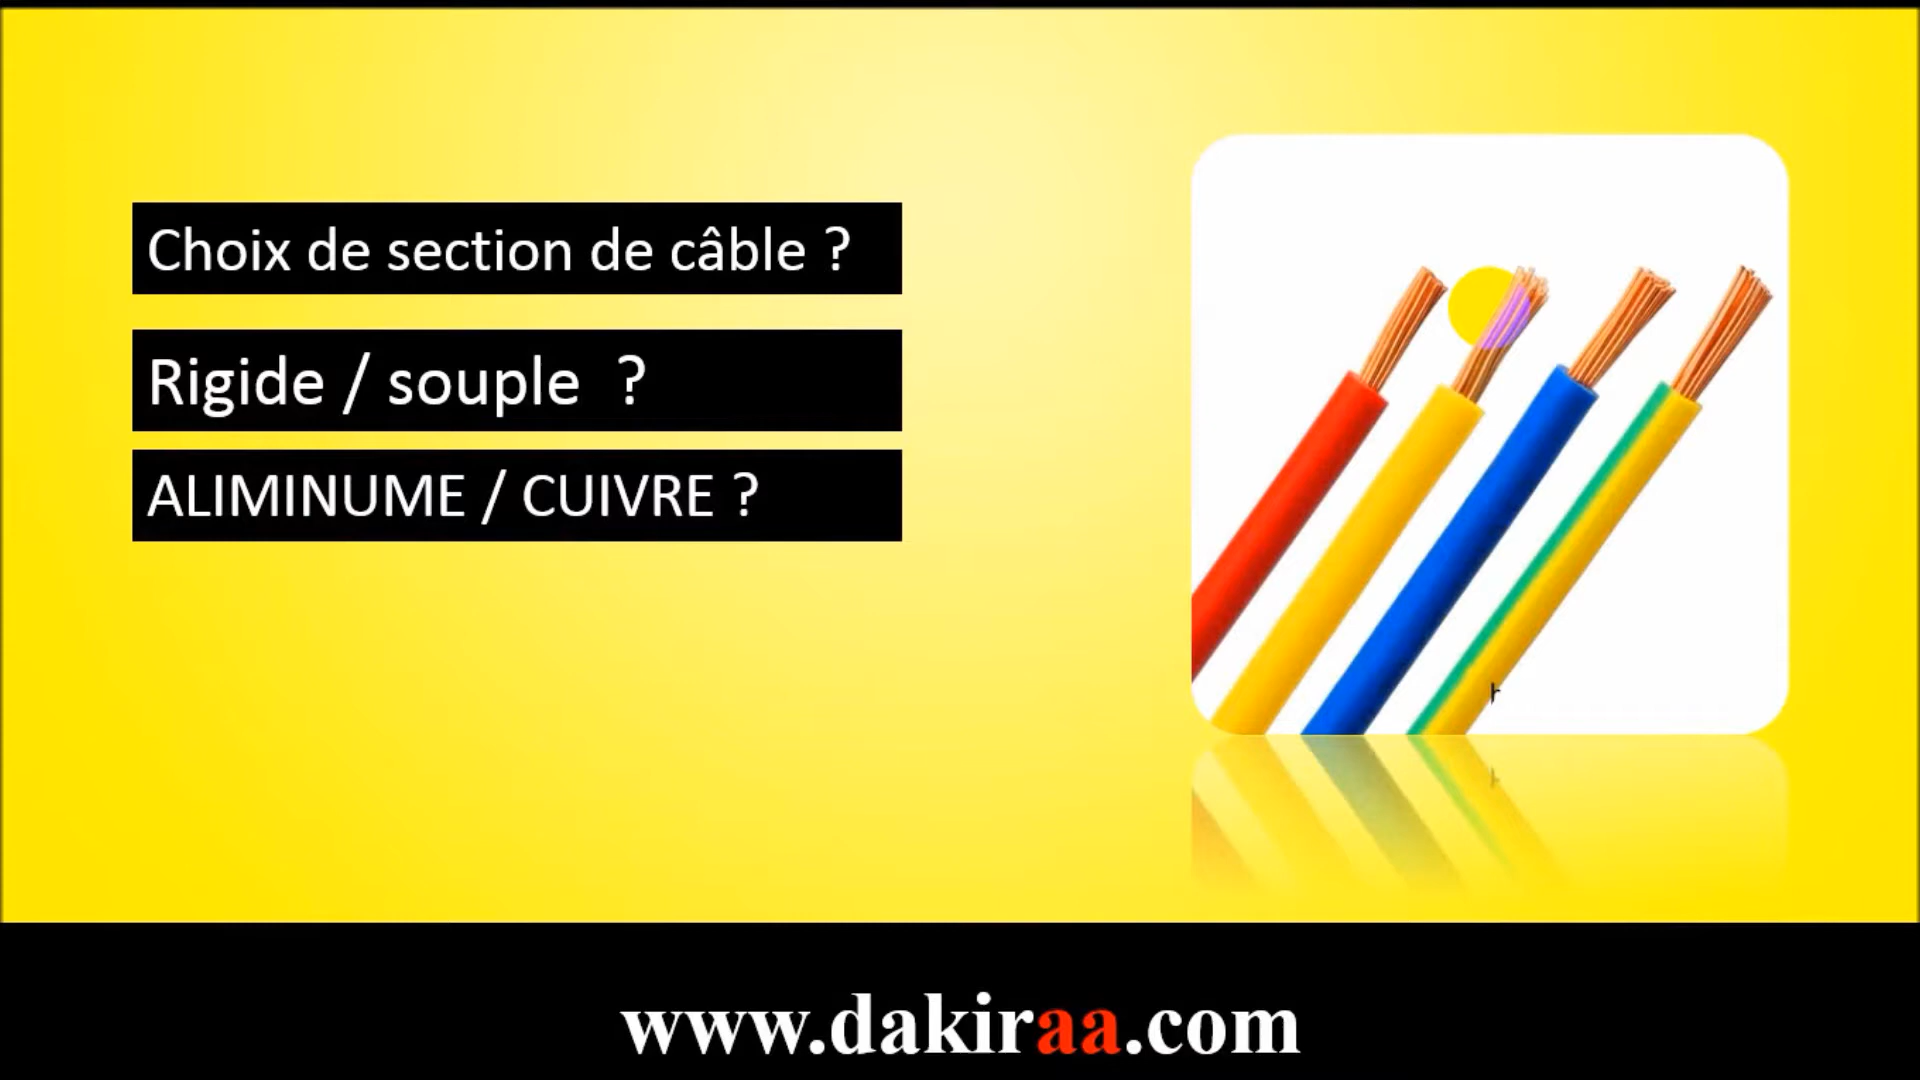 Choix de section de câble ?
Rigide / souple ?
ALIMINUME / CUIVRE ?
www.dakiraa.com